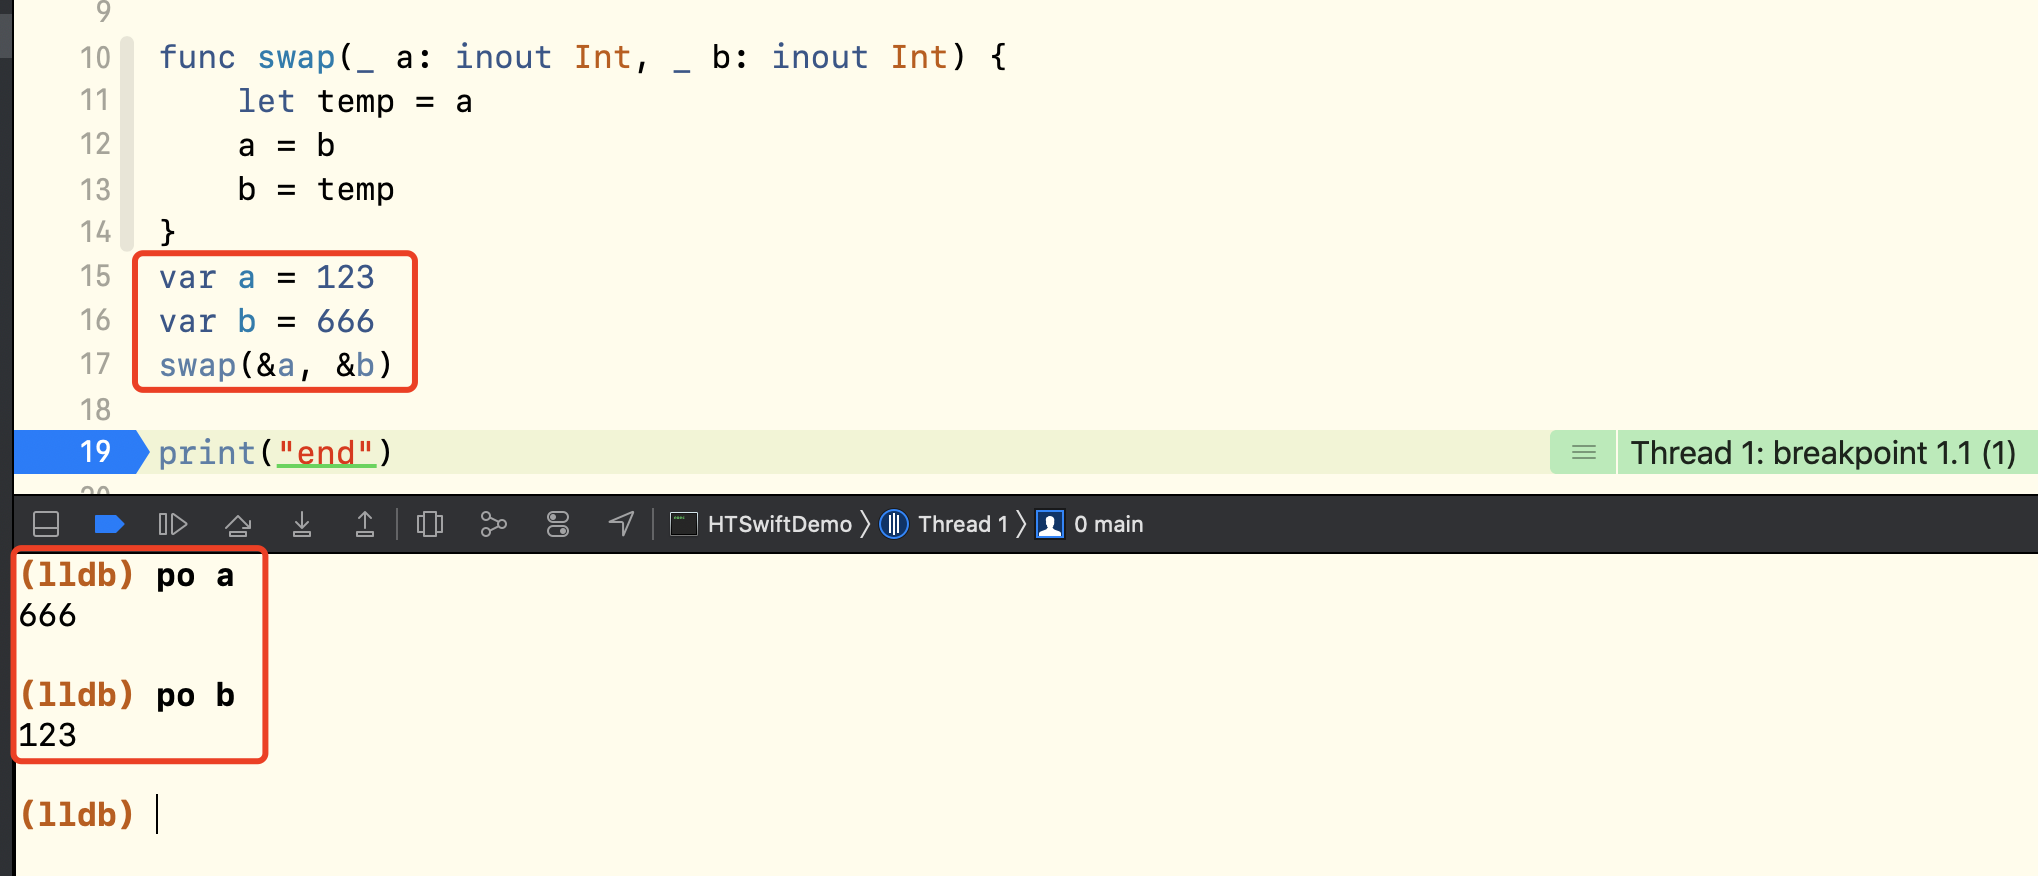 9
10 func swap(_ a: inout Int, _ b: inout Int) {
11 let temp = a
12 a = b
13 b = temp
14 }
15 var a = 123
16 var b = 666
17 swap(&a, &b)
18
19 print("end") Thread 1: breakpoint 1.1 (1)
20
HTSwiftDemo 〉 Thread 1 〉 0 main
(lldb) po a
666
(lldb) po b
123
(lldb)